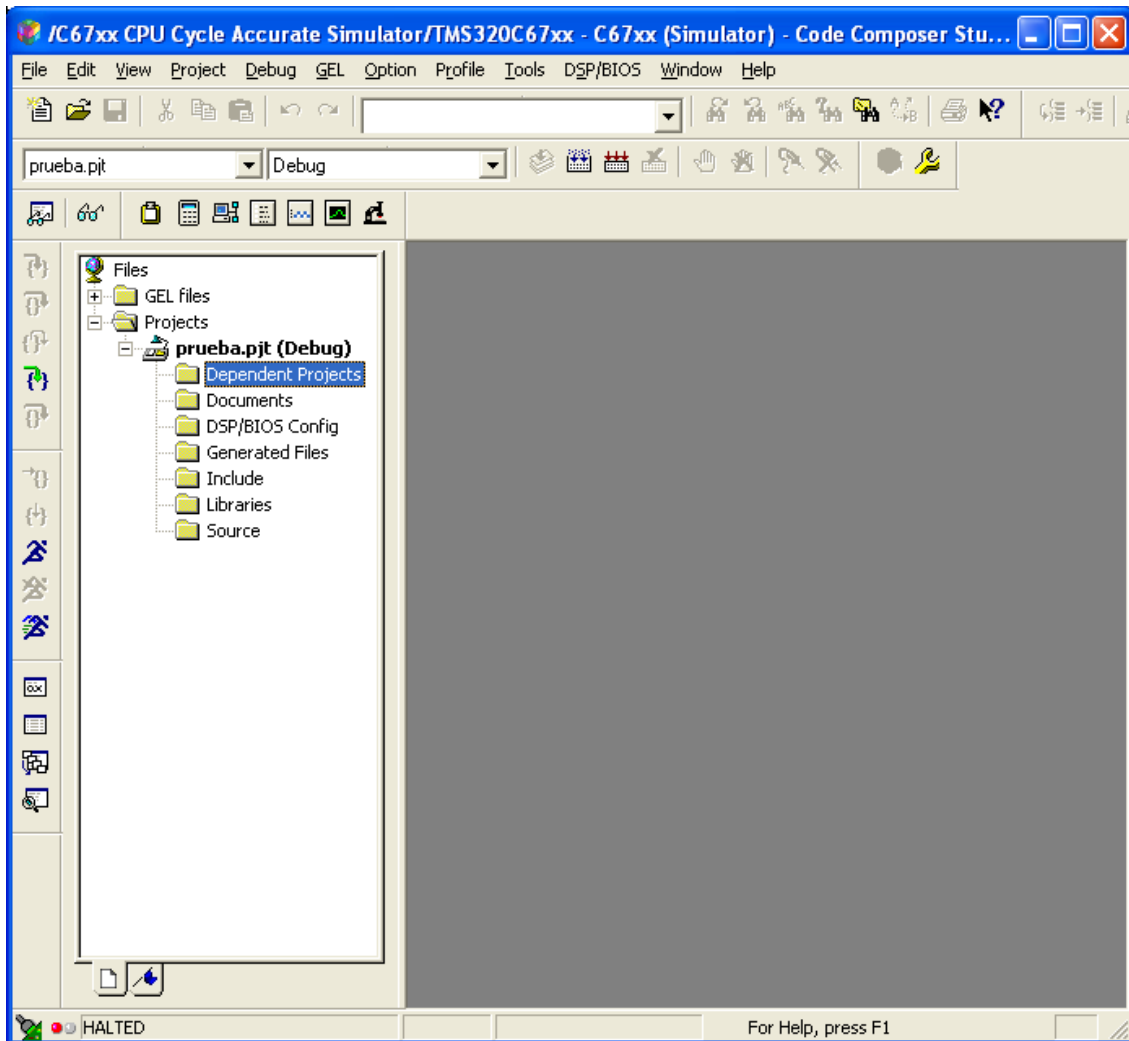 /C67xx CPU Cycle Accurate Simulator/TMS320C67xx - C67xx (Simulator) - Code Composer Stu...
File Edit View Project Debug GEL Option Profile Tools DSP/BIOS Window Help
prueba.pjt Debug
Files
GEL files
Projects
prueba.pjt (Debug)
Dependent Projects
Documents
DSP/BIOS Config
Generated Files
Include
Libraries
Source
HALTED For Help, press F1